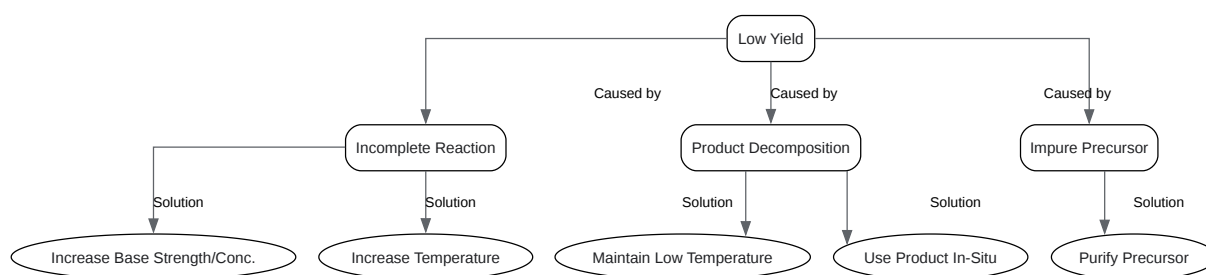 Low Yield
Caused by
Caused by
Caused by
Incomplete Reaction
Product Decomposition
Impure Precursor
Solution
Solution
Solution
Solution
Solution
Increase Base Strength/Conc.
Increase Temperature
Maintain Low Temperature
Use Product In-Situ
Purify Precursor